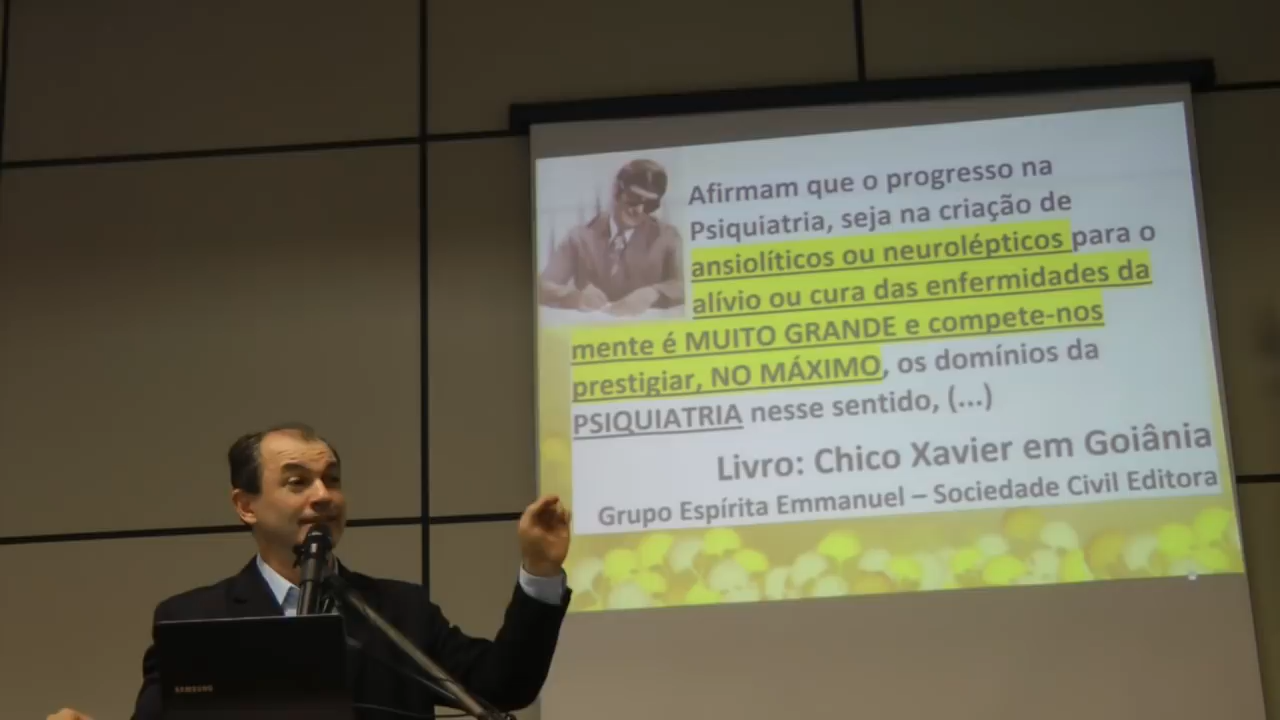 Afirmam que o progresso na
Psiquiatria, seja na criação de
ansiolíticos ou neurolépticos para o
alívio ou cura das enfermidades da
mente é MUITO GRANDE e compete-nos
prestigiar, NO MÁXIMO, os domínios da
PSIQUIATRIA nesse sentido, (...)
Livro: Chico Xavier em Goiânia
Grupo Espírita Emmanuel – Sociedade Civil Editora
SAMSUNG